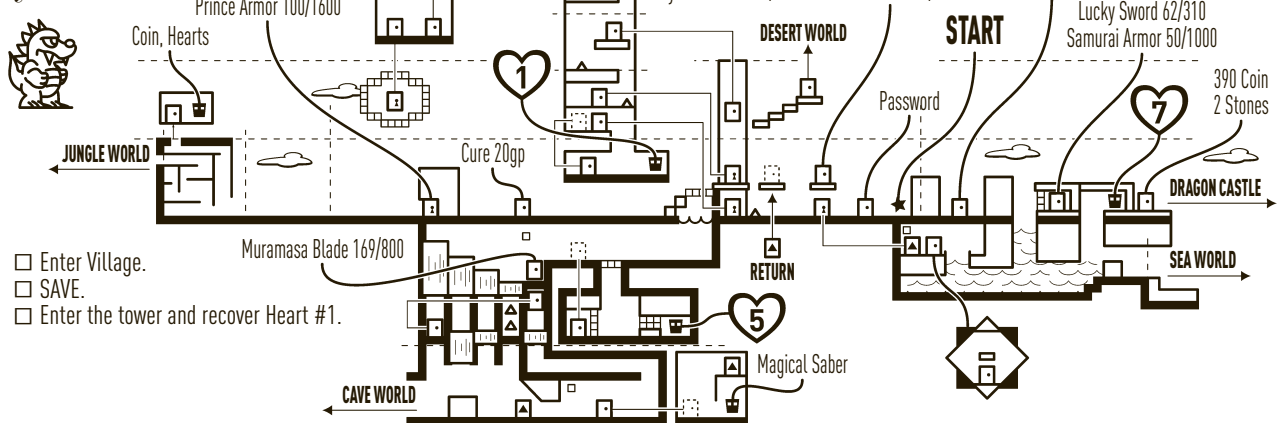 Prince Armor 100/1600
Coin, Hearts
1
DESERT WORLD
START
Lucky Sword 62/310
Samurai Armor 50/1000
390 Coin
2 Stones
7
Password
JUNGLE WORLD
Cure 20gp
DRAGON CASTLE
Muramasa Blade 169/800
RETURN
SEA WORLD
Enter Village.
SAVE.
Enter the tower and recover Heart #1.
5
Magical Saber
CAVE WORLD